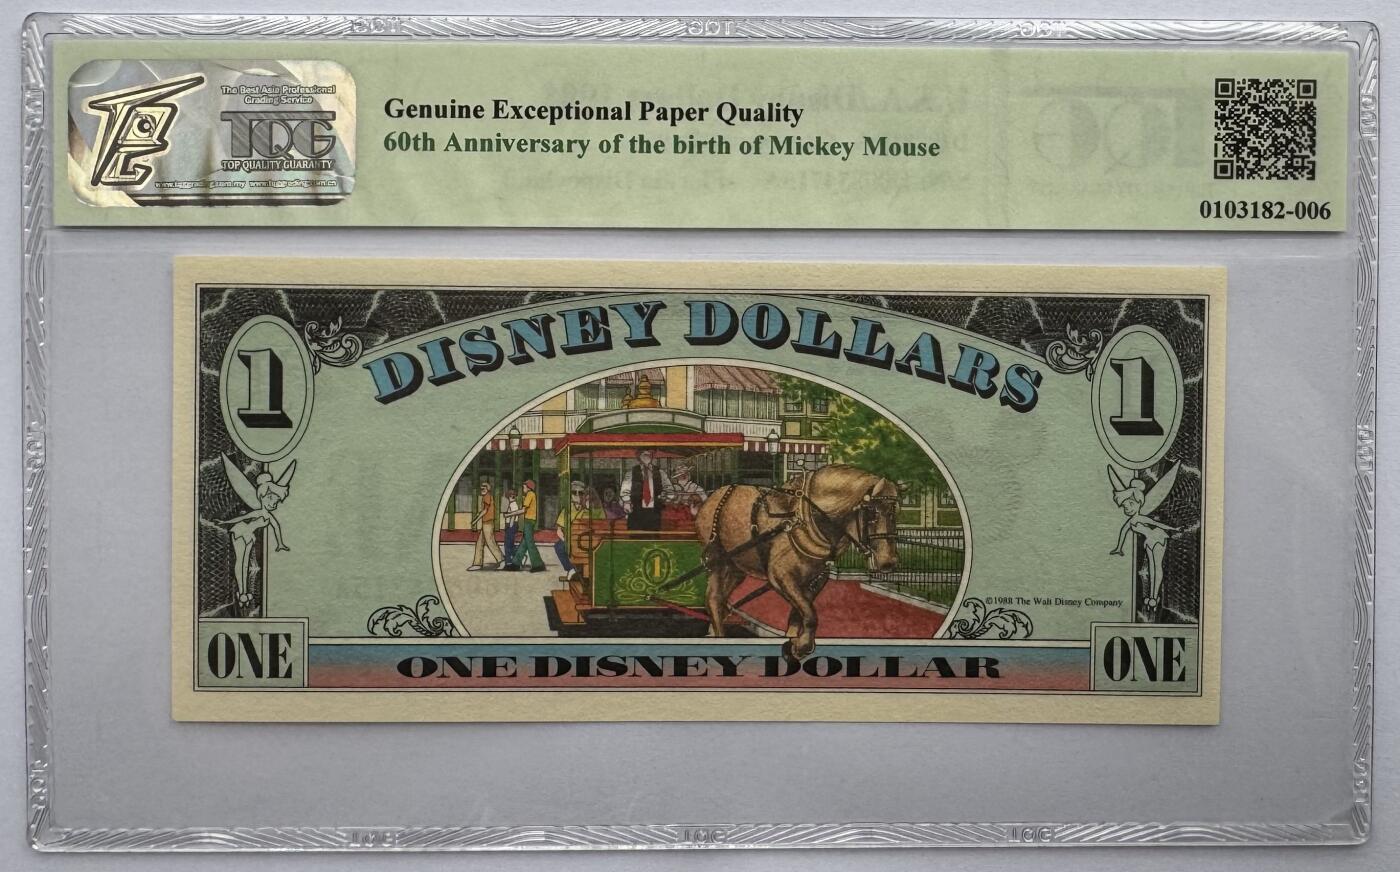 The Best Asia Professional
Grading Service
TQG
TOP QUALITY GUARANTY
Genuine Exceptional Paper Quality
60th Anniversary of the birth of Mickey Mouse
0103182-006
DISNEY DOLLARS
1
1
1
©1988 The Walt Disney Company
ONE
ONE DISNEY DOLLAR
ONE